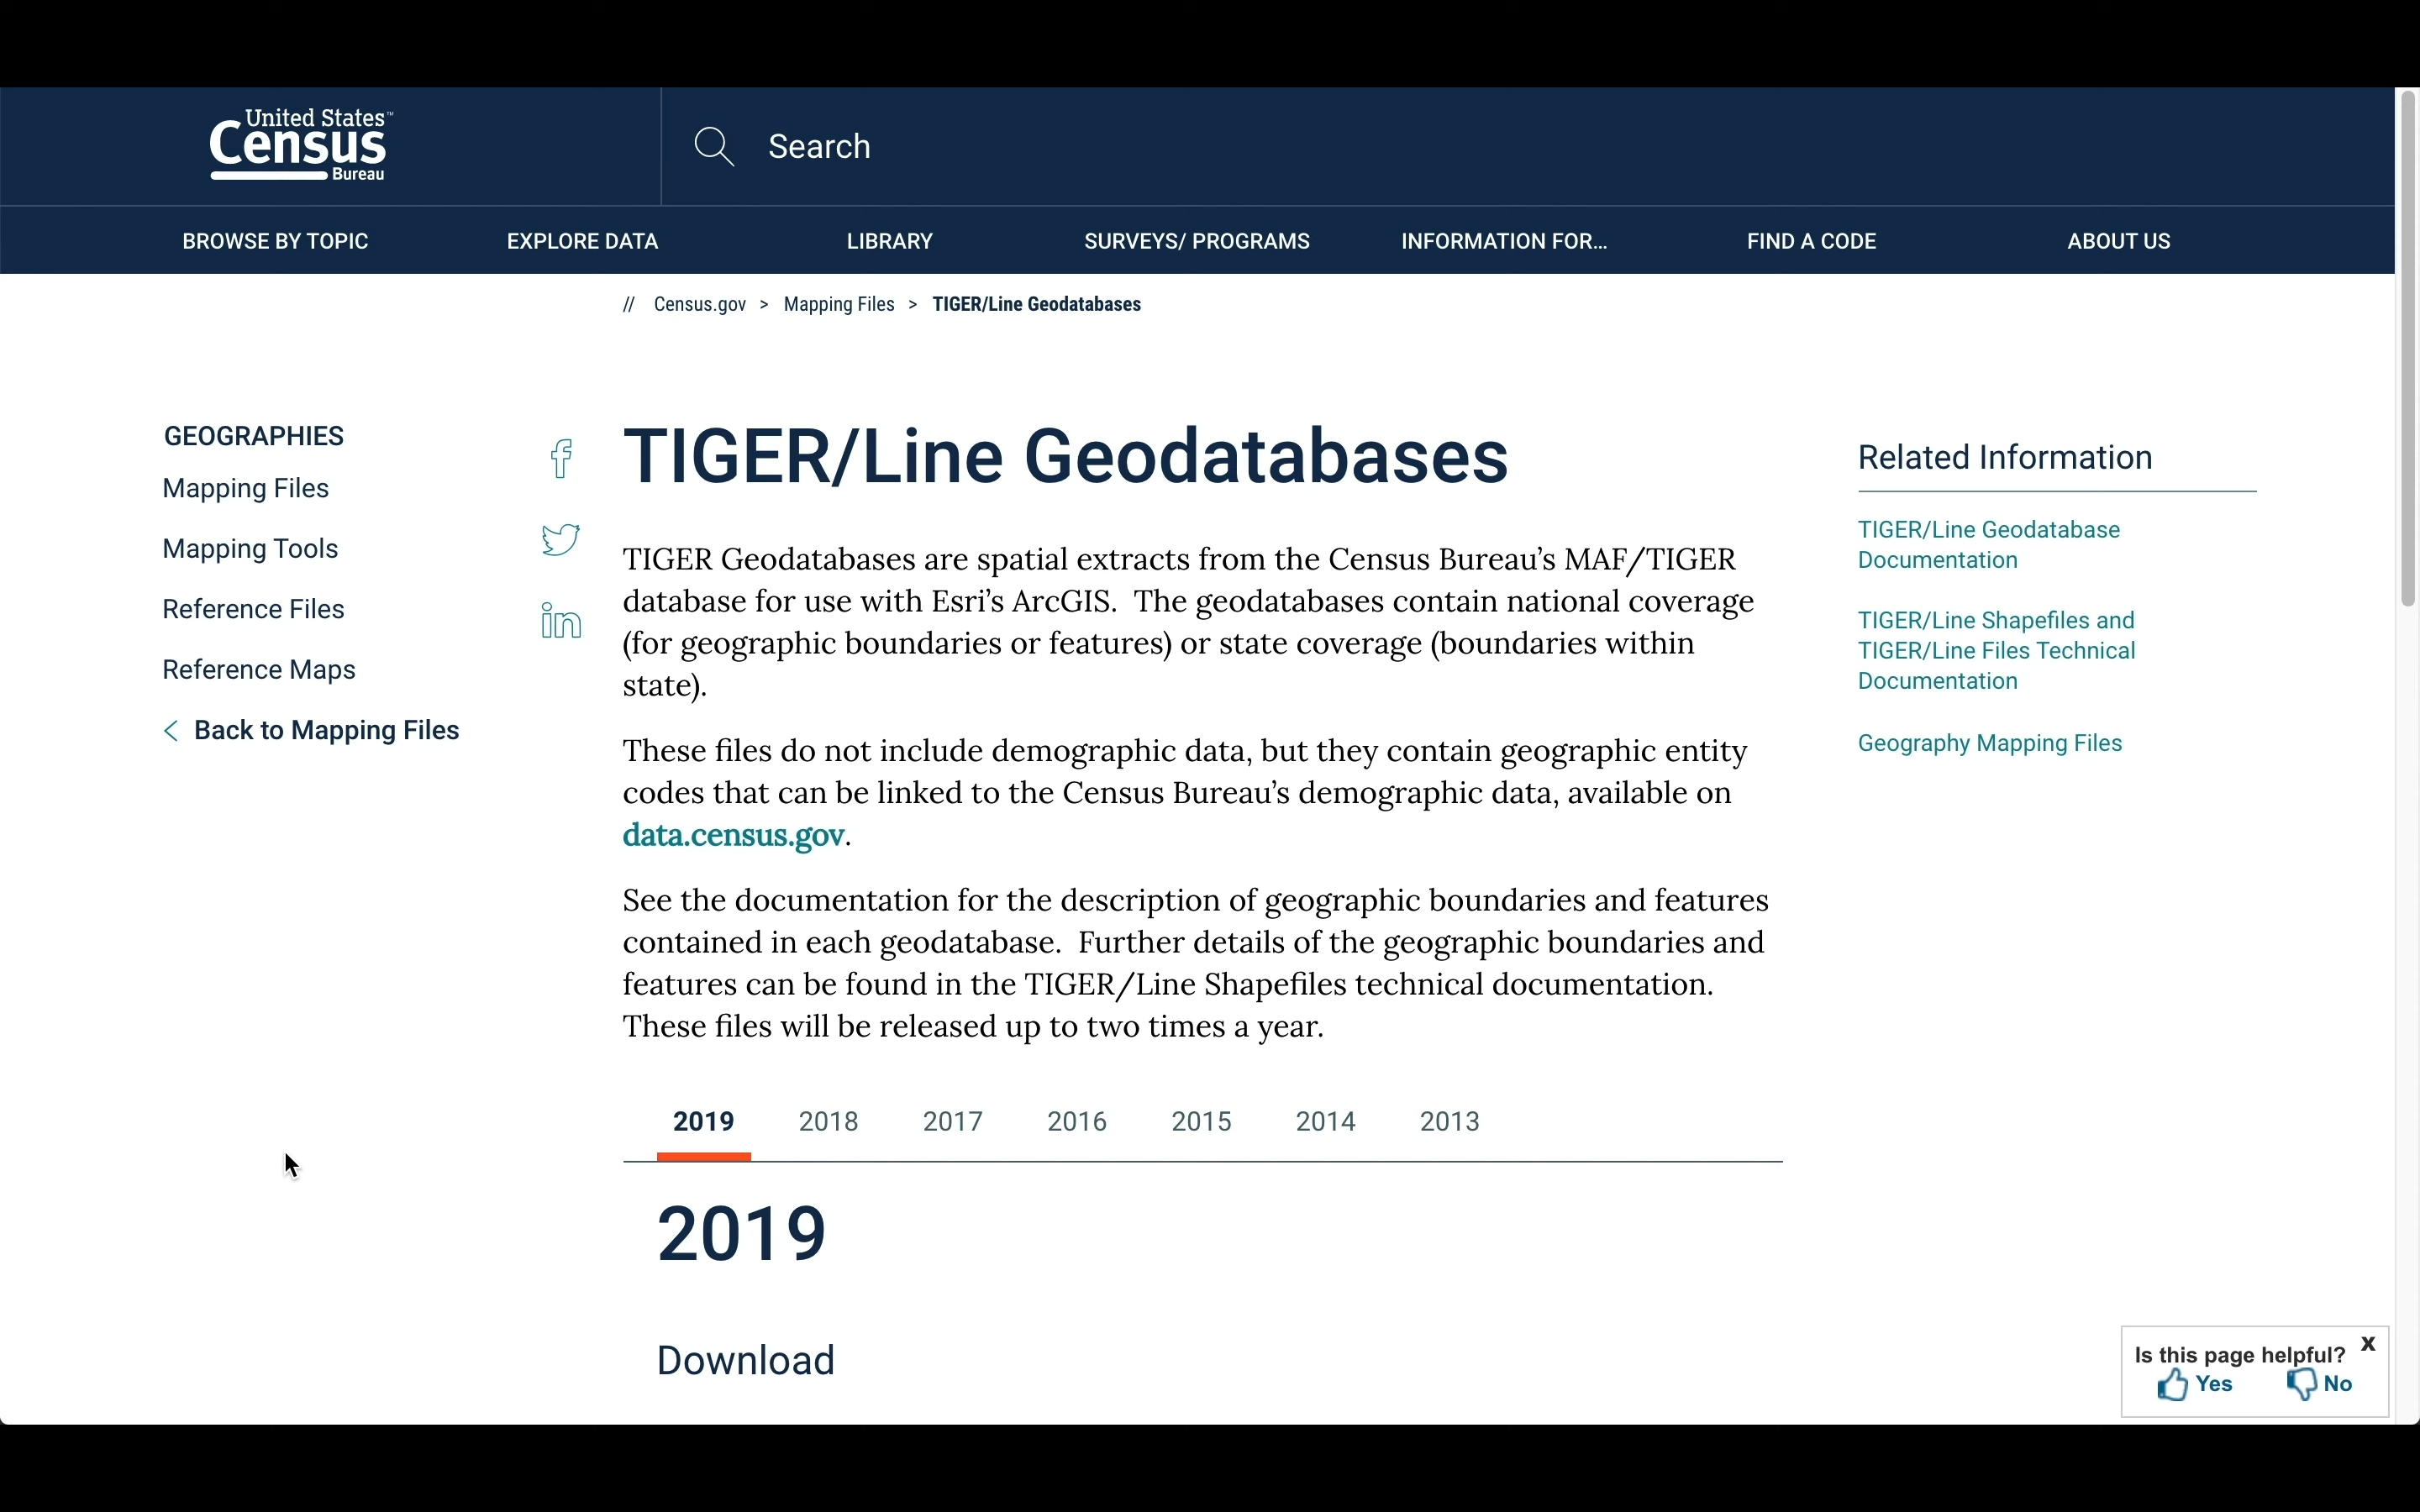 United States™
Census
Bureau
Search
BROWSE BY TOPIC
EXPLORE DATA
LIBRARY
SURVEYS/ PROGRAMS
INFORMATION FOR...
FIND A CODE
ABOUT US
// Census.gov > Mapping Files > TIGER/Line Geodatabases
GEOGRAPHIES
Mapping Files
Mapping Tools
Reference Files
Reference Maps
< Back to Mapping Files
f
in
TIGER/Line Geodatabases
TIGER Geodatabases are spatial extracts from the Census Bureau’s MAF/TIGER
database for use with Esri’s ArcGIS. The geodatabases contain national coverage
(for geographic boundaries or features) or state coverage (boundaries within
state).
These files do not include demographic data, but they contain geographic entity
codes that can be linked to the Census Bureau’s demographic data, available on
data.census.gov.
See the documentation for the description of geographic boundaries and features
contained in each geodatabase. Further details of the geographic boundaries and
features can be found in the TIGER/Line Shapefiles technical documentation.
These files will be released up to two times a year.
2019 2018 2017 2016 2015 2014 2013
2019
Download
Related Information
TIGER/Line Geodatabase
Documentation
TIGER/Line Shapefiles and
TIGER/Line Files Technical
Documentation
Geography Mapping Files
Is this page helpful? X
Yes No